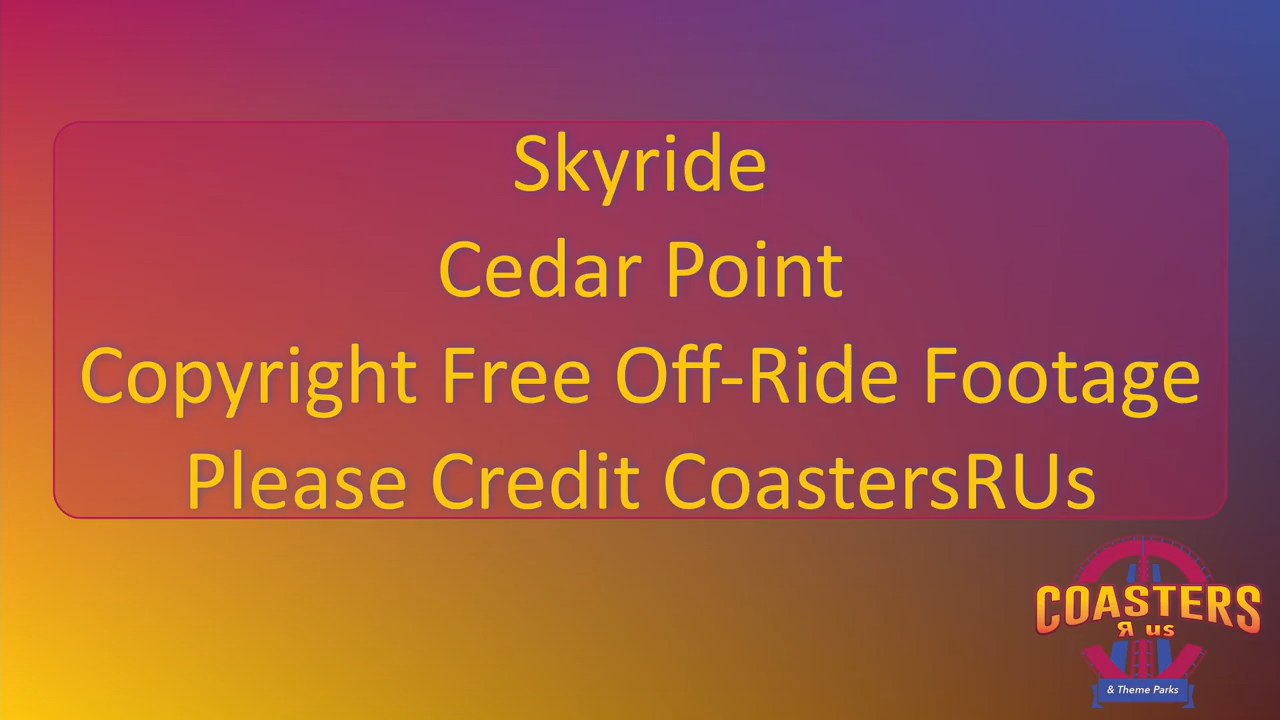 Skyride
Cedar Point
Copyright Free Off-Ride Footage
Please Credit CoastersRUs
COASTERS
Я us
& Theme Parks